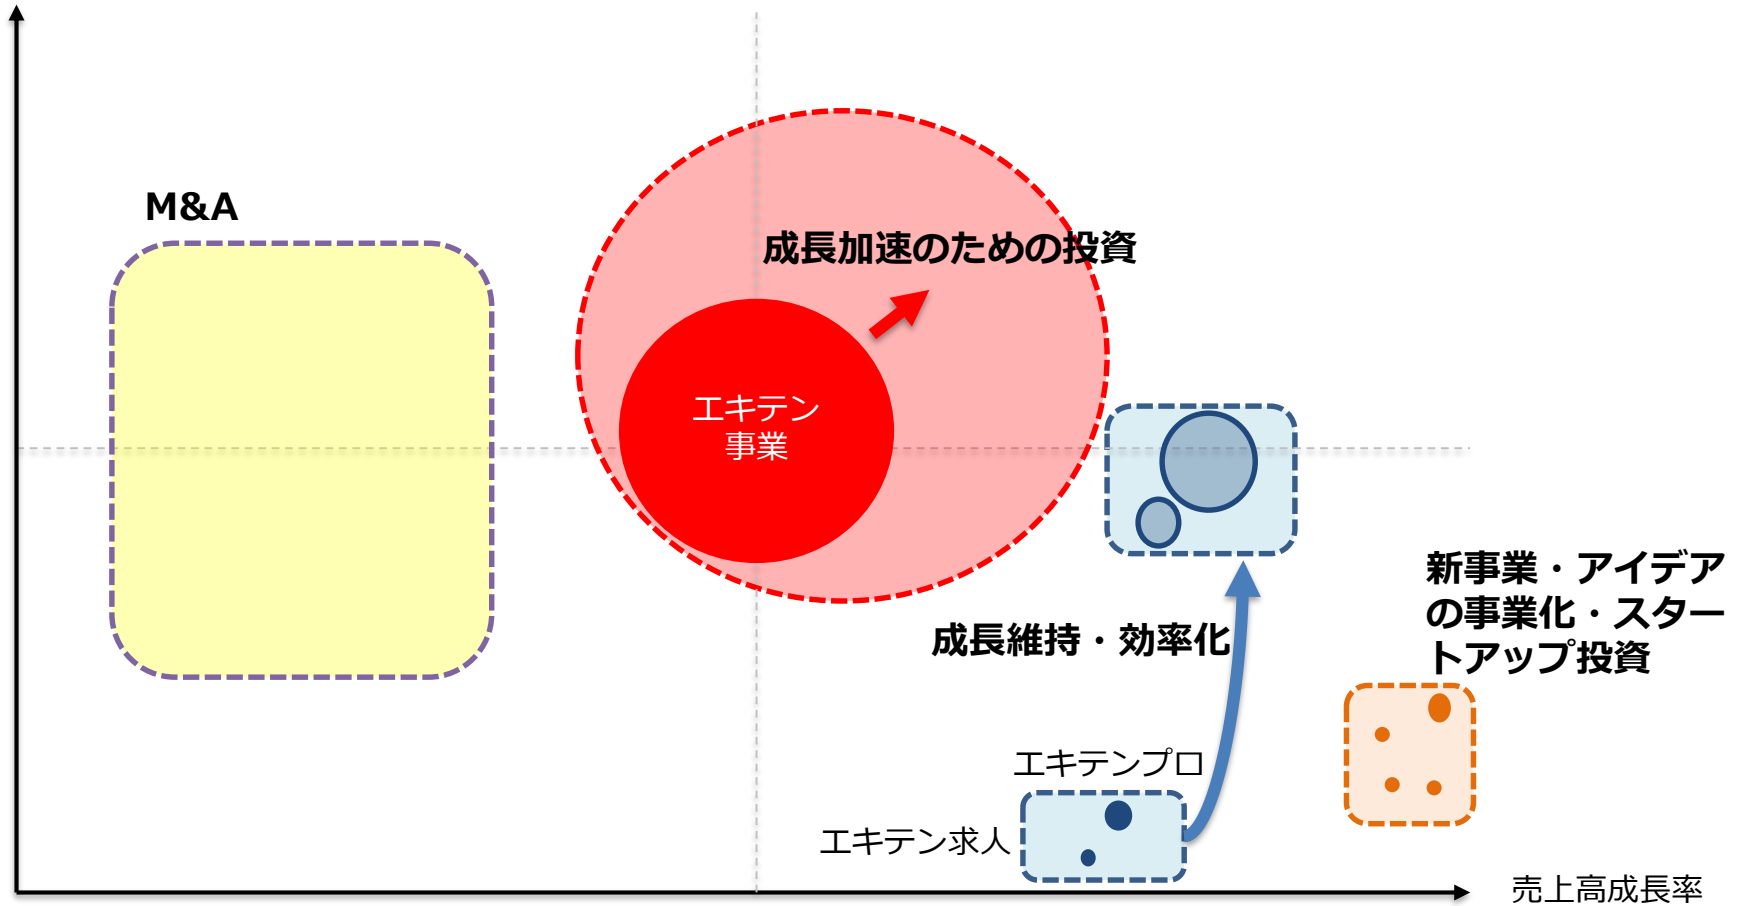 M&A
成長加速のための投資
エキテン
事業
新事業・アイデア
の事業化・スター
トアップ投資
成長維持・効率化
エキテンプロ
エキテン求人
売上高成長率